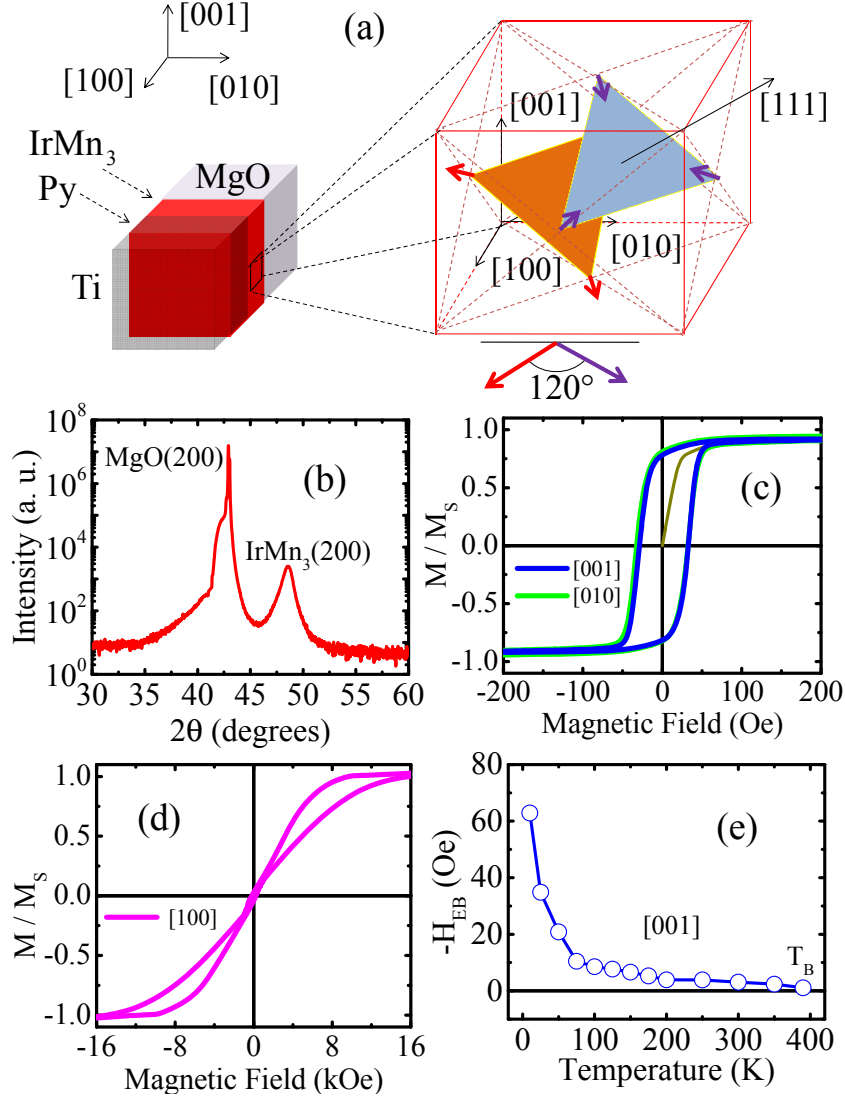 (a)
[001]
[100]
[010]
IrMn3
Py
MgO
Ti
[001]
[111]
[010]
[100]
120°
(b)
10^8
10^6
10^4
10^2
10^0
Intensity (a. u.)
MgO(200)
IrMn3(200)
30 35 40 45 50 55 60
2θ (degrees)
(c)
1.0
0.5
0.0
-0.5
-1.0
M / MS
[001]
[010]
-200 -100 0 100 200
Magnetic Field (Oe)
(d)
1.0
0.5
0.0
-0.5
-1.0
M / MS
[100]
-16 -8 0 8 16
Magnetic Field (kOe)
(e)
80
60
40
20
0
-HEB (Oe)
[001]
TB
0 100 200 300 400
Temperature (K)